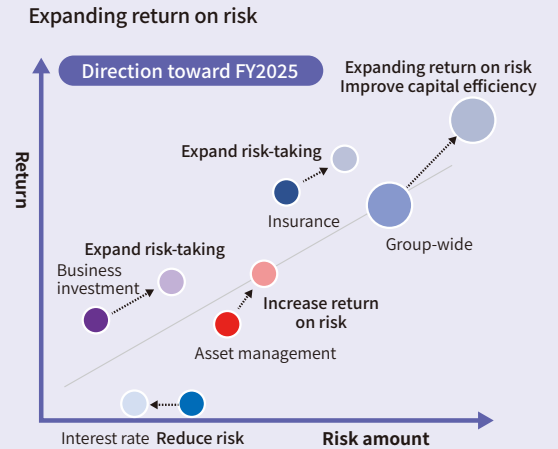 Expanding return on risk
Direction toward FY2025
Expanding return on risk
Improve capital efficiency
Return
Expand risk-taking
Insurance
Group-wide
Expand risk-taking
Business
investment
Increase return
on risk
Asset management
Interest rate
Reduce risk
Risk amount